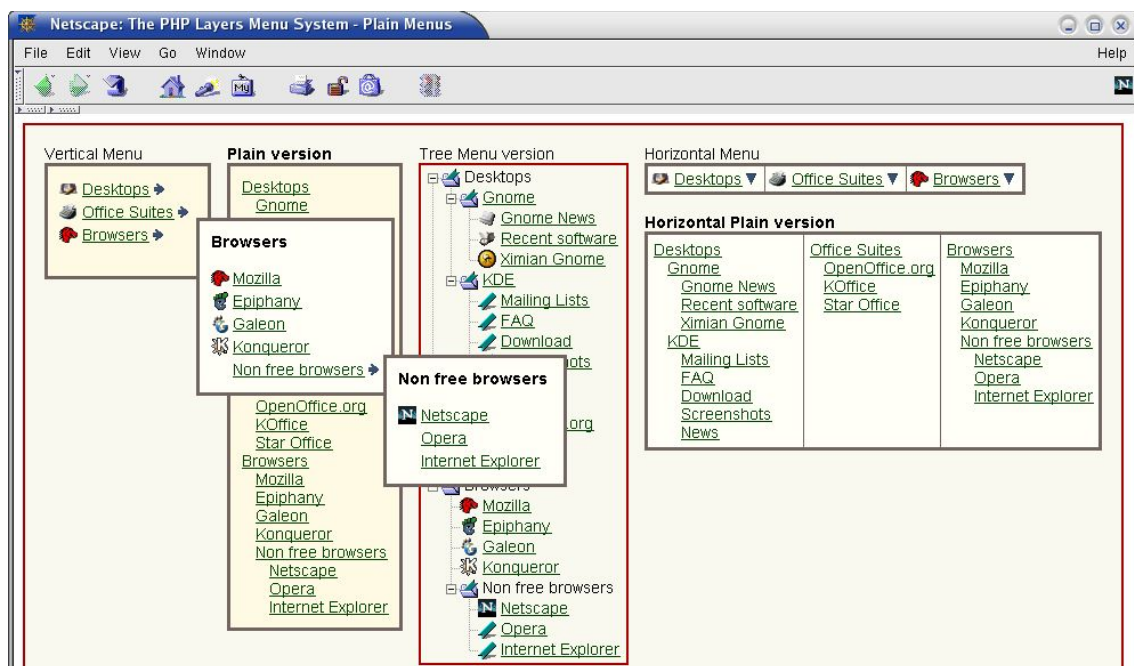 Netscape: The PHP Layers Menu System - Plain Menus
File Edit View Go Window Help
My
N
Vertical Menu
Desktops
Office Suites
Browsers
Plain version
Desktops
Gnome
Browsers
Mozilla
Epiphany
Galeon
Konqueror
Non free browsers
Non free browsers
N Netscape
Opera
Internet Explorer
OpenOffice.org
KOffice
Star Office
Browsers
Mozilla
Epiphany
Galeon
Konqueror
Non free browsers
Netscape
Opera
Internet Explorer
Tree Menu version
Desktops
Gnome
Gnome News
Recent software
Ximian Gnome
KDE
Mailing Lists
FAQ
Download
ots
.org
Browsers
Mozilla
Epiphany
Galeon
Konqueror
Non free browsers
N Netscape
Opera
Internet Explorer
Horizontal Menu
Desktops Office Suites Browsers
Horizontal Plain version
Desktops
Gnome
Gnome News
Recent software
Ximian Gnome
KDE
Mailing Lists
FAQ
Download
Screenshots
News
Office Suites
OpenOffice.org
KOffice
Star Office
Browsers
Mozilla
Epiphany
Galeon
Konqueror
Non free browsers
Netscape
Opera
Internet Explorer